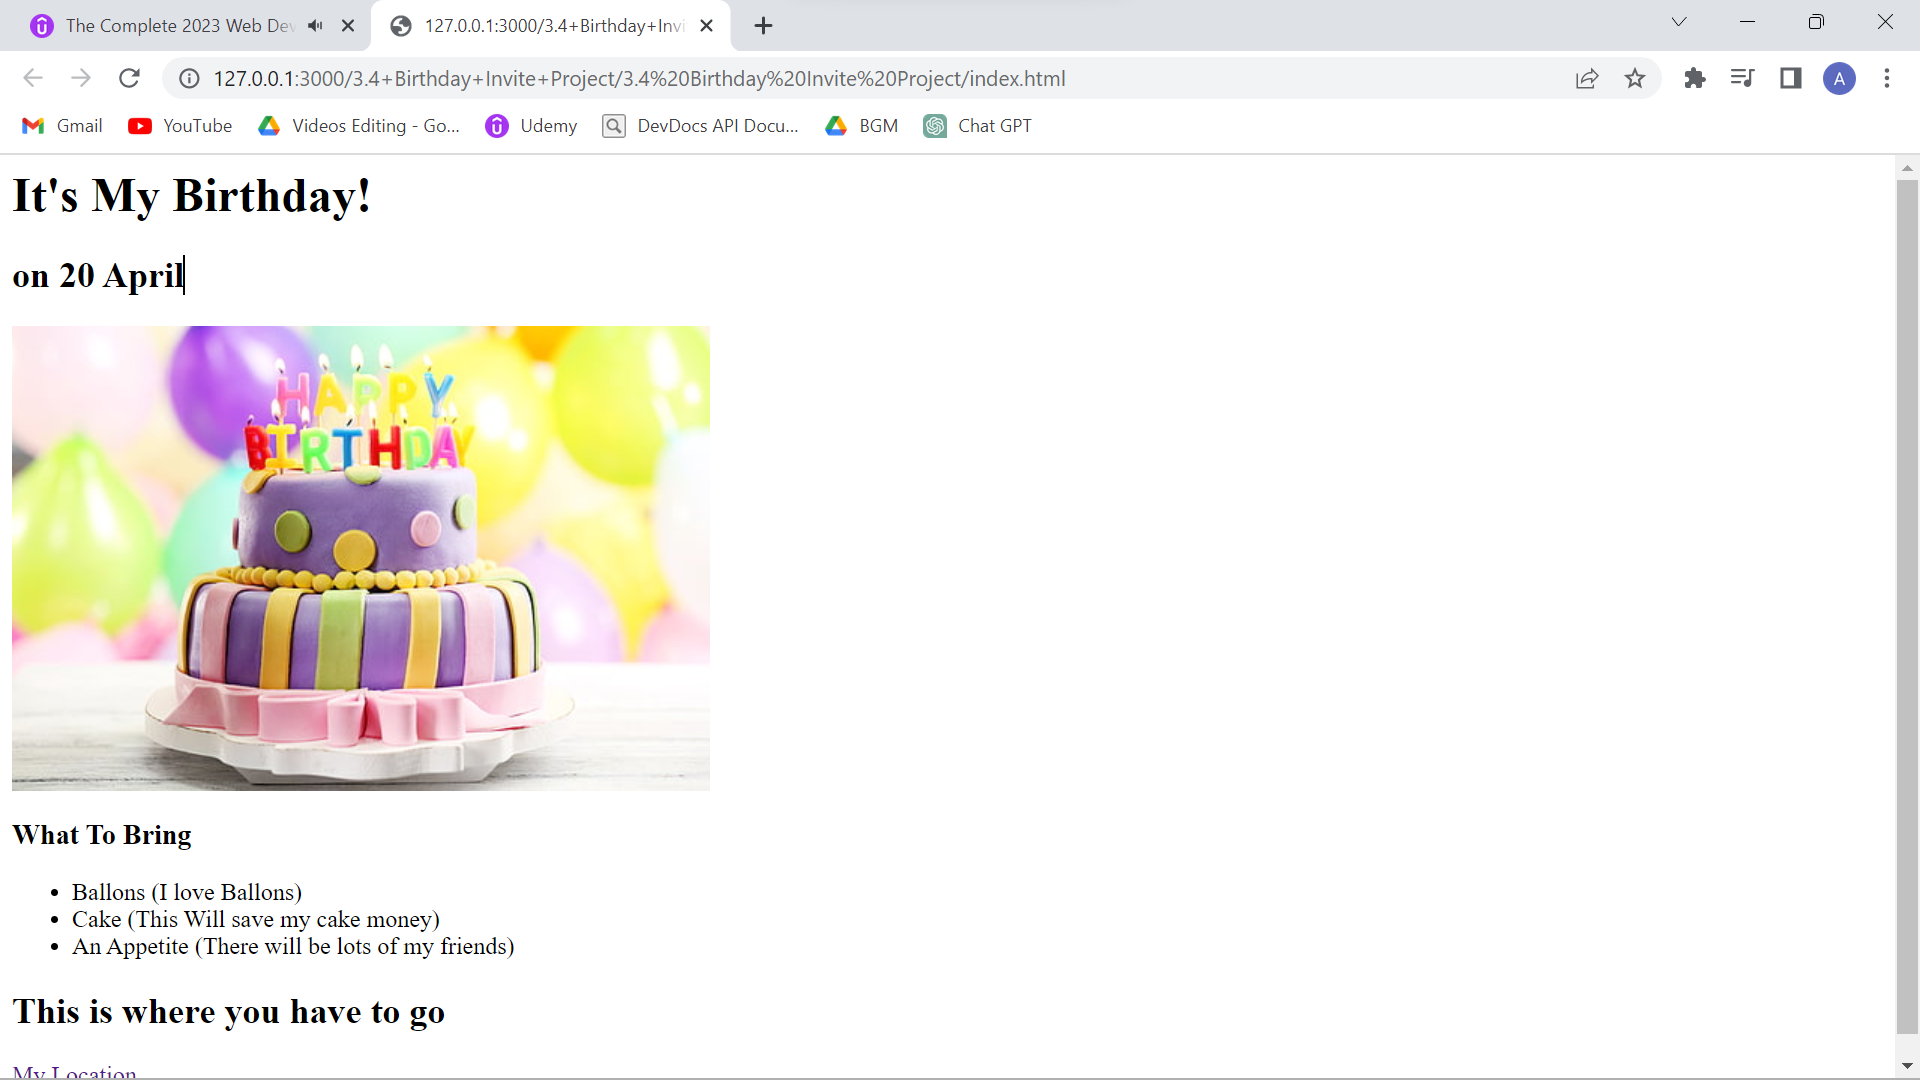 The Complete 2023 Web Dev
127.0.0.1:3000/3.4+Birthday+Invi
127.0.0.1:3000/3.4+Birthday+Invite+Project/3.4%20Birthday%20Invite%20Project/index.html
A
Gmail
YouTube
Videos Editing - Go...
Udemy
DevDocs API Docu...
BGM
Chat GPT
It's My Birthday!
on 20 April
HAPPY
BIRTHDAY
What To Bring
• Ballons (I love Ballons)
• Cake (This Will save my cake money)
• An Appetite (There will be lots of my friends)
This is where you have to go
My Location